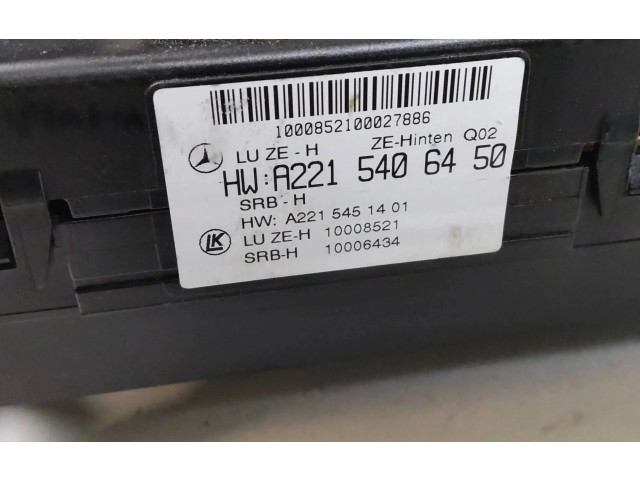 1000852100027886
LU ZE-H ZE-Hinten Q02
HW:A221 540 64 50
SRB-H
HW: A221 545 14 01
LK LU ZE-H 10008521
SRB-H 10006434